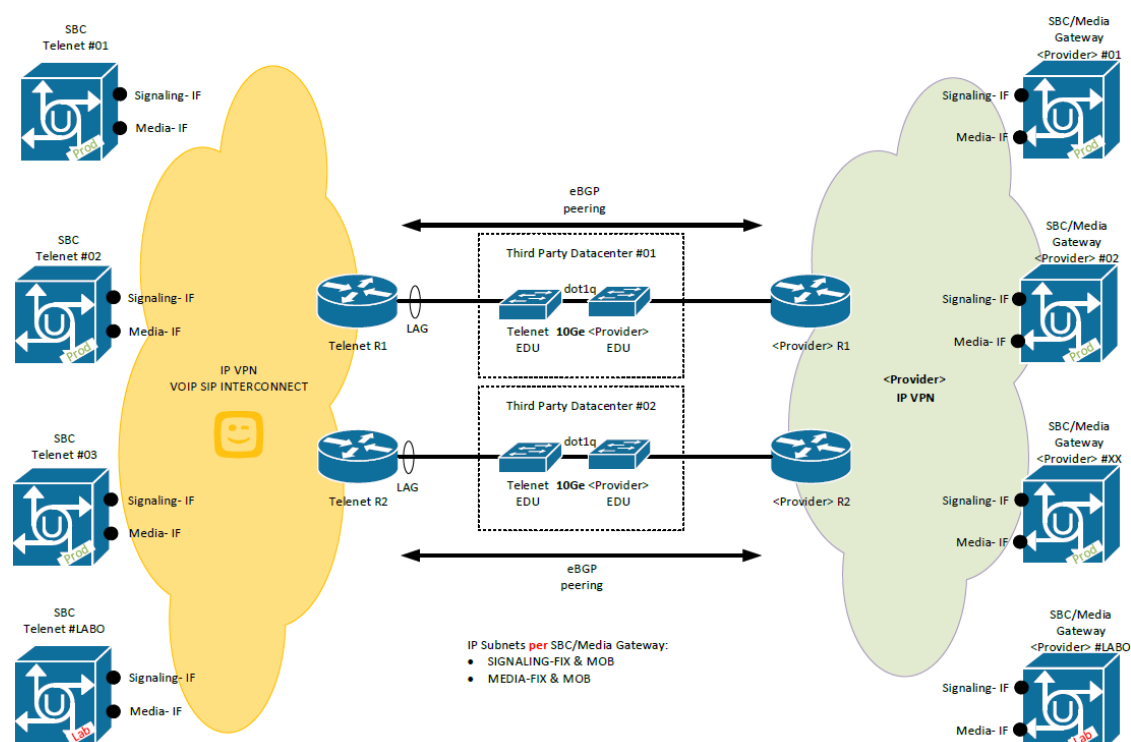 SBC
Telenet #01
Signaling- IF
Media- IF
Prod
SBC
Telenet #02
Signaling- IF
Media- IF
Prod
SBC
Telenet #03
Signaling- IF
Media- IF
Prod
SBC
Telenet #LABO
Signaling- IF
Media- IF
Lab
IP VPN
VOIP SIP INTERCONNECT
Telenet R1
LAG
Telenet R2
LAG
eBGP
peering
Third Party Datacenter #01
dot1q
Telenet 10Ge <Provider>
EDU EDU
Third Party Datacenter #02
dot1q
Telenet 10Ge <Provider>
EDU EDU
eBGP
peering
IP Subnets per SBC/Media Gateway:
• SIGNALING-FIX & MOB
• MEDIA-FIX & MOB
<Provider> R1
<Provider>
IP VPN
<Provider> R2
SBC/Media
Gateway
<Provider> #01
Signaling- IF
Media- IF
Prod
SBC/Media
Gateway
<Provider> #02
Signaling- IF
Media- IF
Prod
SBC/Media
Gateway
<Provider> #XX
Signaling- IF
Media- IF
Prod
SBC/Media
Gateway
<Provider> #LABO
Signaling- IF
Media- IF
Lab